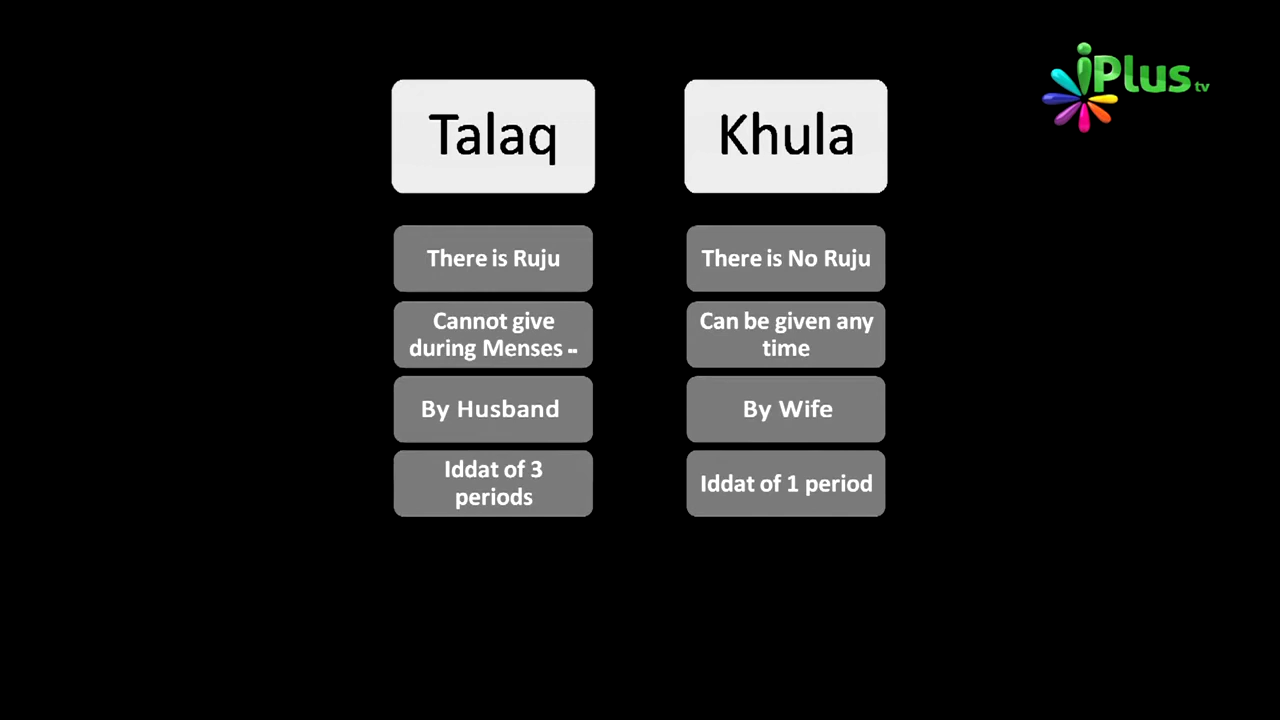 iPlus tv
Talaq
Khula
There is Ruju
There is No Ruju
Cannot give
during Menses --
Can be given any
time
By Husband
By Wife
Iddat of 3
periods
Iddat of 1 period